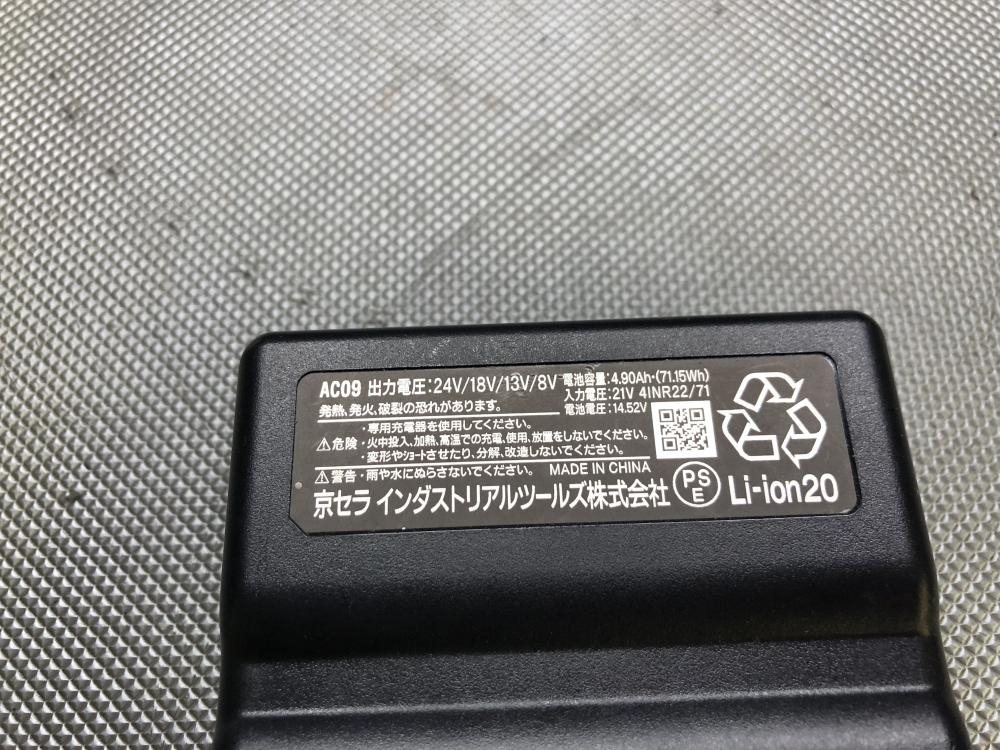 AC09 出力電圧:24V/18V/13V/8V 電池容量:4.90Ah・(71.15Wh)
入力電圧:21V 4INR22/71
電池電圧:14.52V
発熱、発火、破裂の恐れがあります。
⚠危険
・専用充電器を使用してください。
・火中投入、加熱、高温での充電、使用、放置をしないでください。
・変形やショートさせたり、分解、改造しないでください。
⚠警告・雨や水にぬらさないでください。 MADE IN CHINA
京セラ インダストリアルツールズ株式会社 PS E Li-ion20